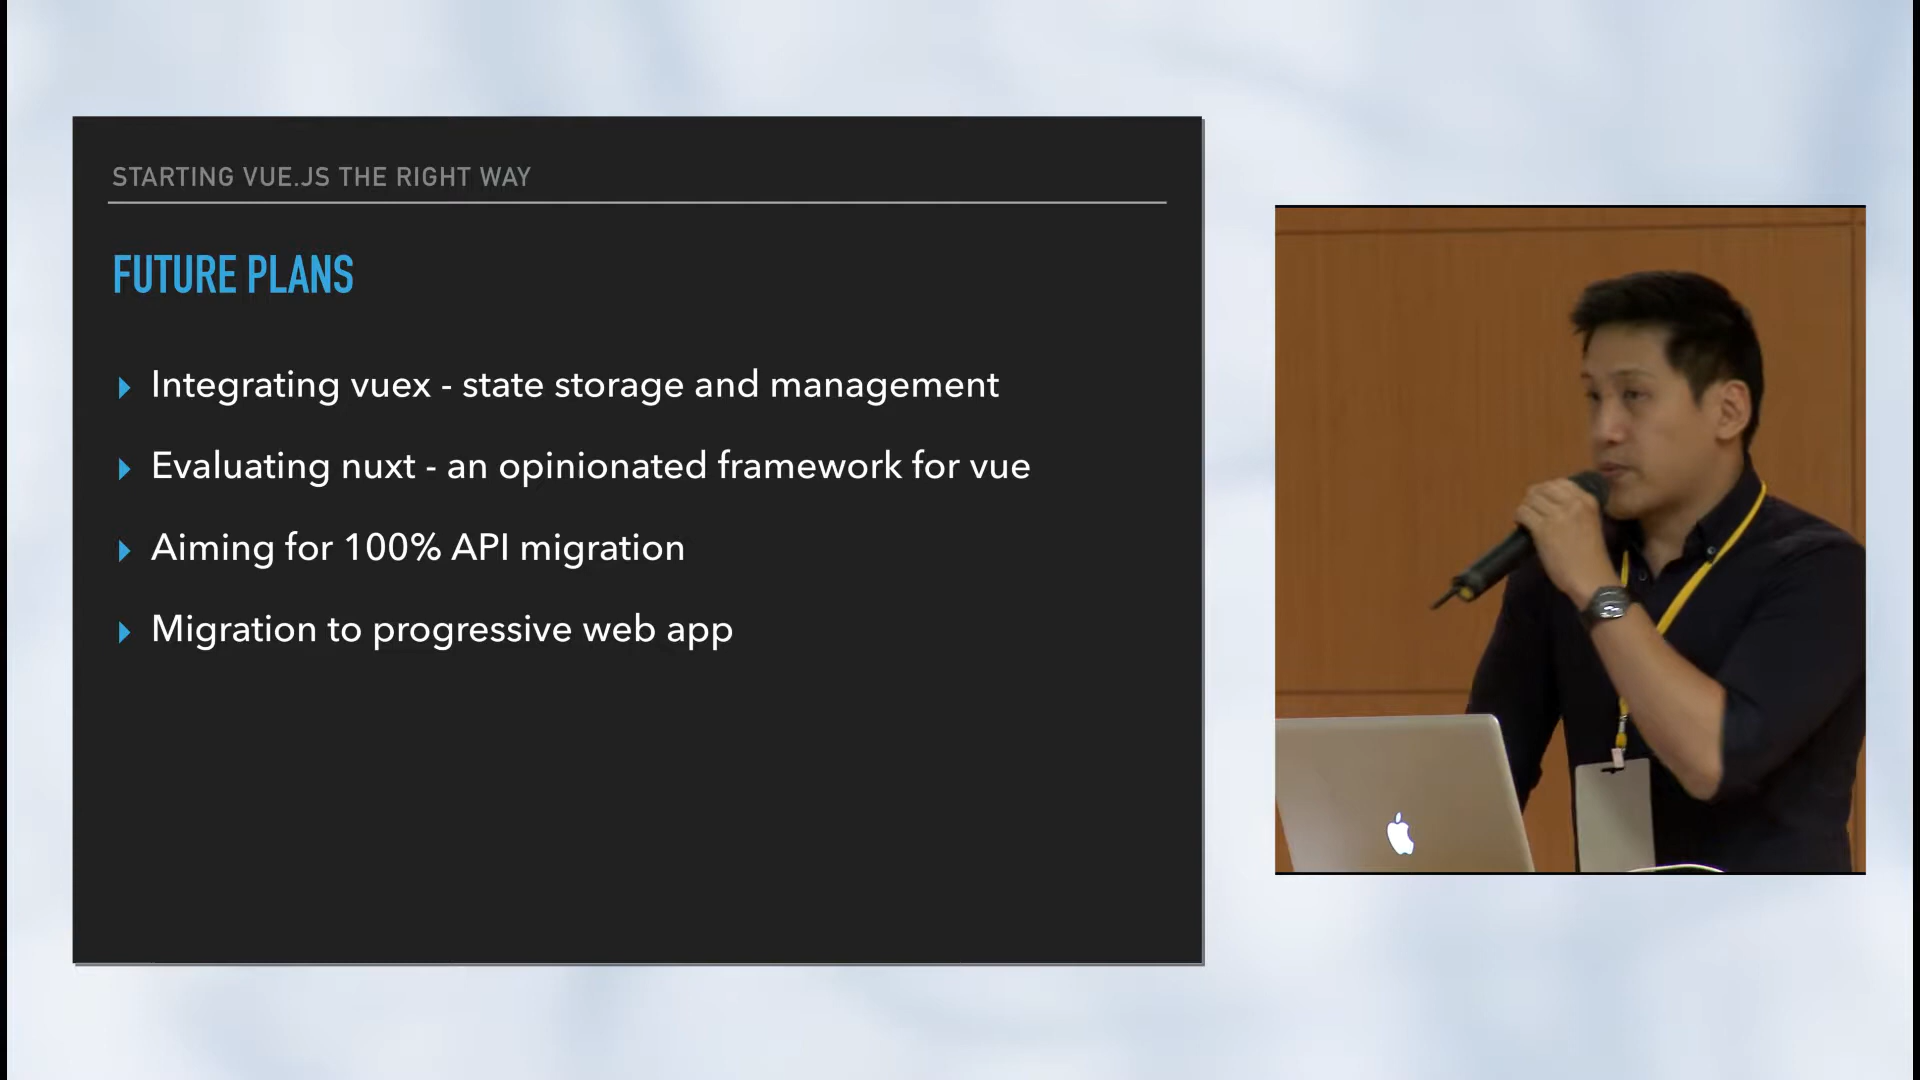 STARTING VUE.JS THE RIGHT WAY
FUTURE PLANS
Integrating vuex - state storage and management
Evaluating nuxt - an opinionated framework for vue
Aiming for 100% API migration
Migration to progressive web app